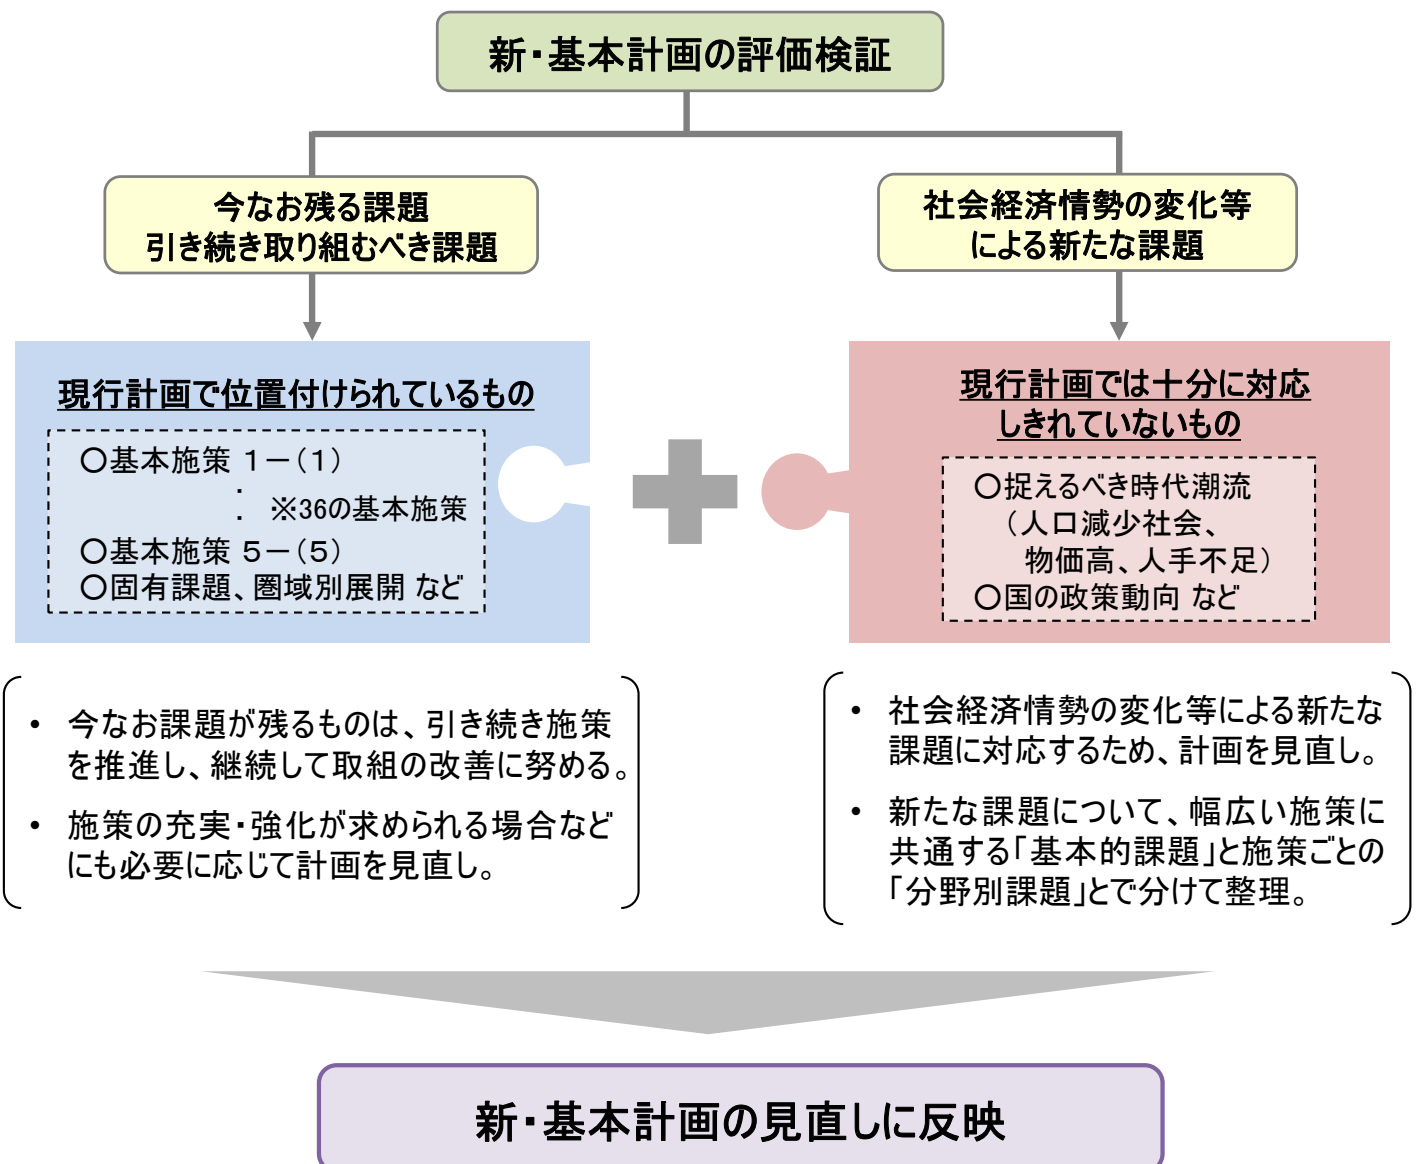 新・基本計画の評価検証
今なお残る課題
引き続き取り組むべき課題
社会経済情勢の変化等
による新たな課題
現行計画で位置付けられているもの
〇基本施策 １－（１）
：　※36の基本施策
〇基本施策 ５－（５）
〇固有課題、圏域別展開 など
現行計画では十分に対応
しきれていないもの
〇捉えるべき時代潮流
（人口減少社会、
物価高、人手不足）
〇国の政策動向 など
• 今なお課題が残るものは、引き続き施策
を推進し、継続して取組の改善に努める。
• 施策の充実・強化が求められる場合など
にも必要に応じて計画を見直し。
• 社会経済情勢の変化等による新たな
課題に対応するため、計画を見直し。
• 新たな課題について、幅広い施策に
共通する「基本的課題」と施策ごとの
「分野別課題」とで分けて整理。
新・基本計画の見直しに反映